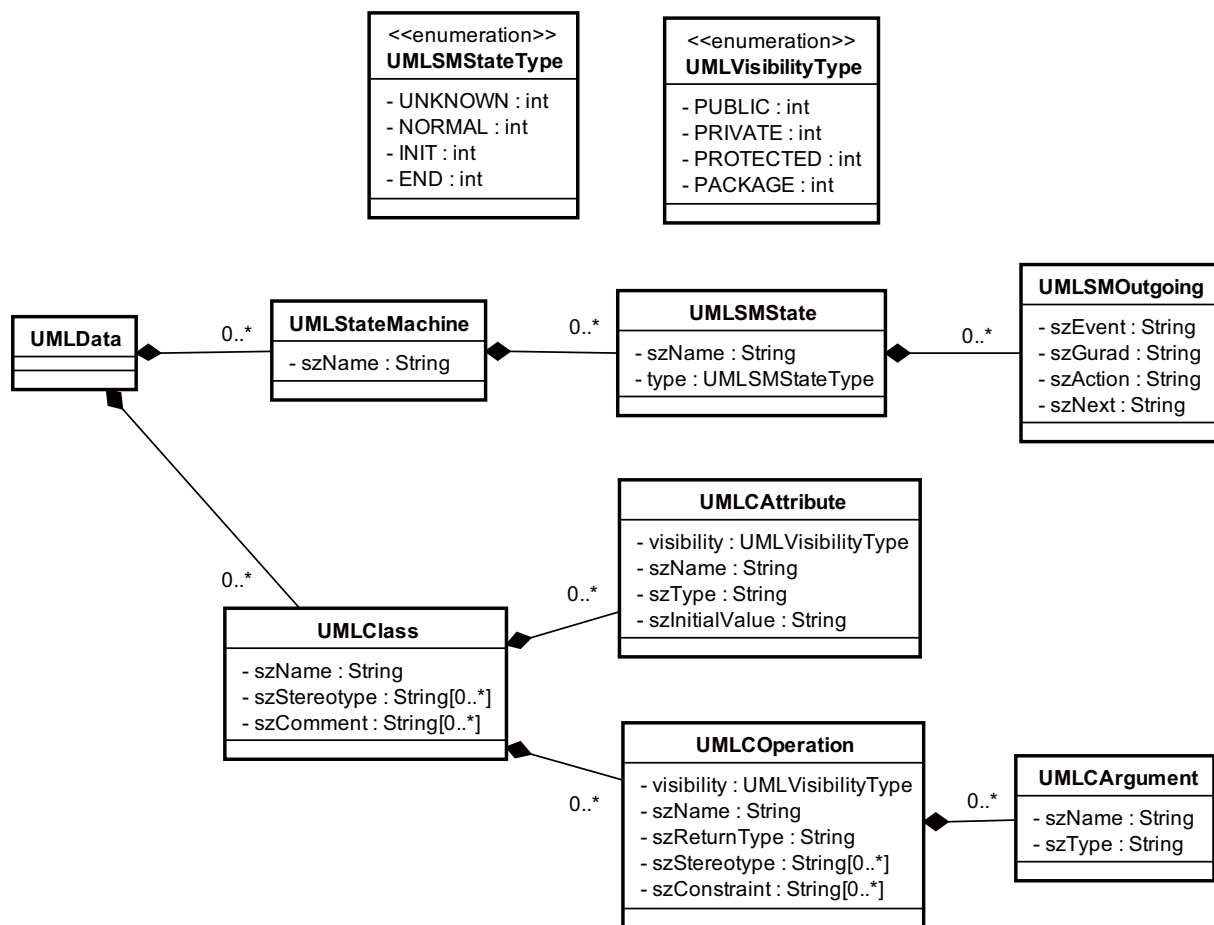 <<enumeration>>
UMLSMStateType
- UNKNOWN : int
- NORMAL : int
- INIT : int
- END : int
<<enumeration>>
UMLVisibilityType
- PUBLIC : int
- PRIVATE : int
- PROTECTED : int
- PACKAGE : int
UMLData
0..*
UMLStateMachine
- szName : String
0..*
UMLSMState
- szName : String
- type : UMLSMStateType
0..*
UMLSMOutgoing
- szEvent : String
- szGurad : String
- szAction : String
- szNext : String
0..*
UMLClass
- szName : String
- szStereotype : String[0..*]
- szComment : String[0..*]
0..*
UMLCAttribute
- visibility : UMLVisibilityType
- szName : String
- szType : String
- szInitialValue : String
0..*
UMLCOperation
- visibility : UMLVisibilityType
- szName : String
- szReturnType : String
- szStereotype : String[0..*]
- szConstraint : String[0..*]
0..*
UMLCArgument
- szName : String
- szType : String